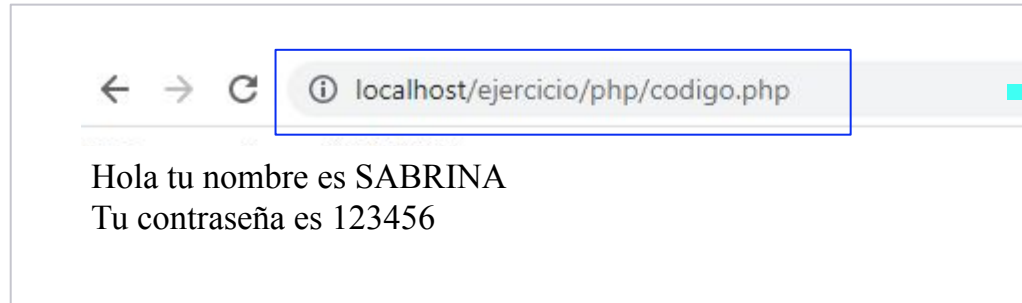 localhost/ejercicio/php/codigo.php
Hola tu nombre es SABRINA
Tu contraseña es 123456